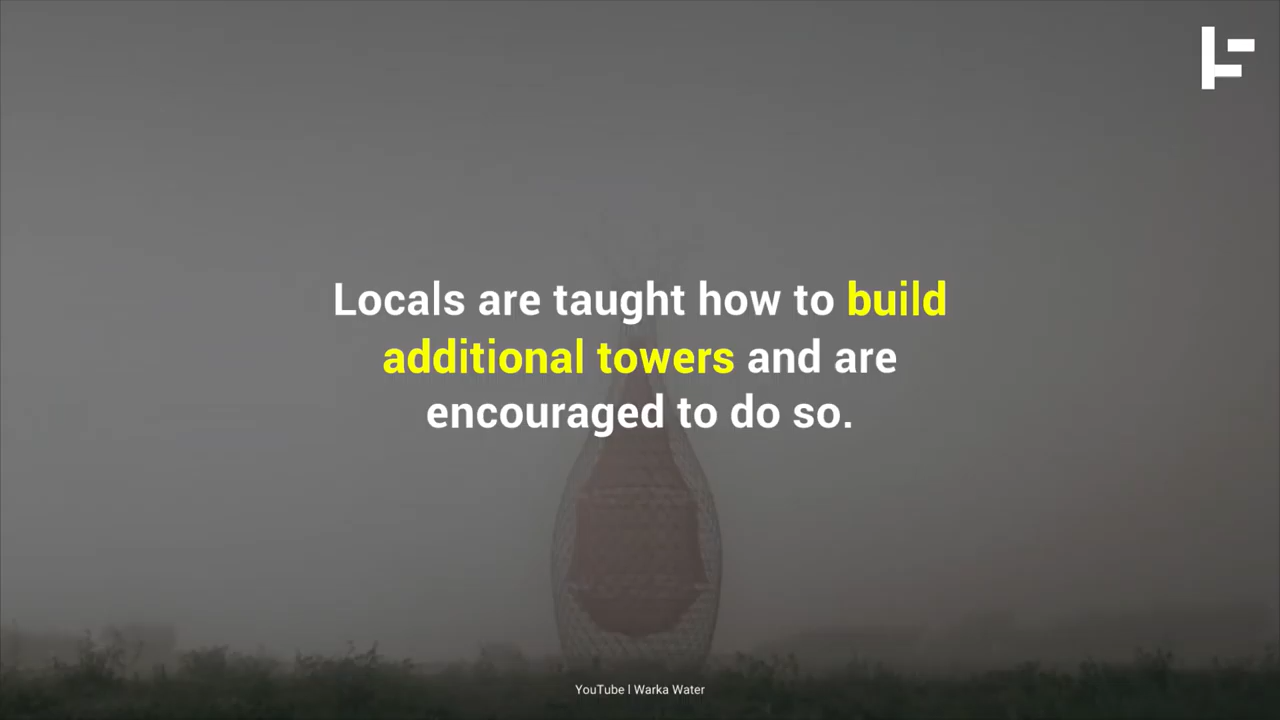 Locals are taught how to build
additional towers and are
encouraged to do so.
YouTube | Warka Water